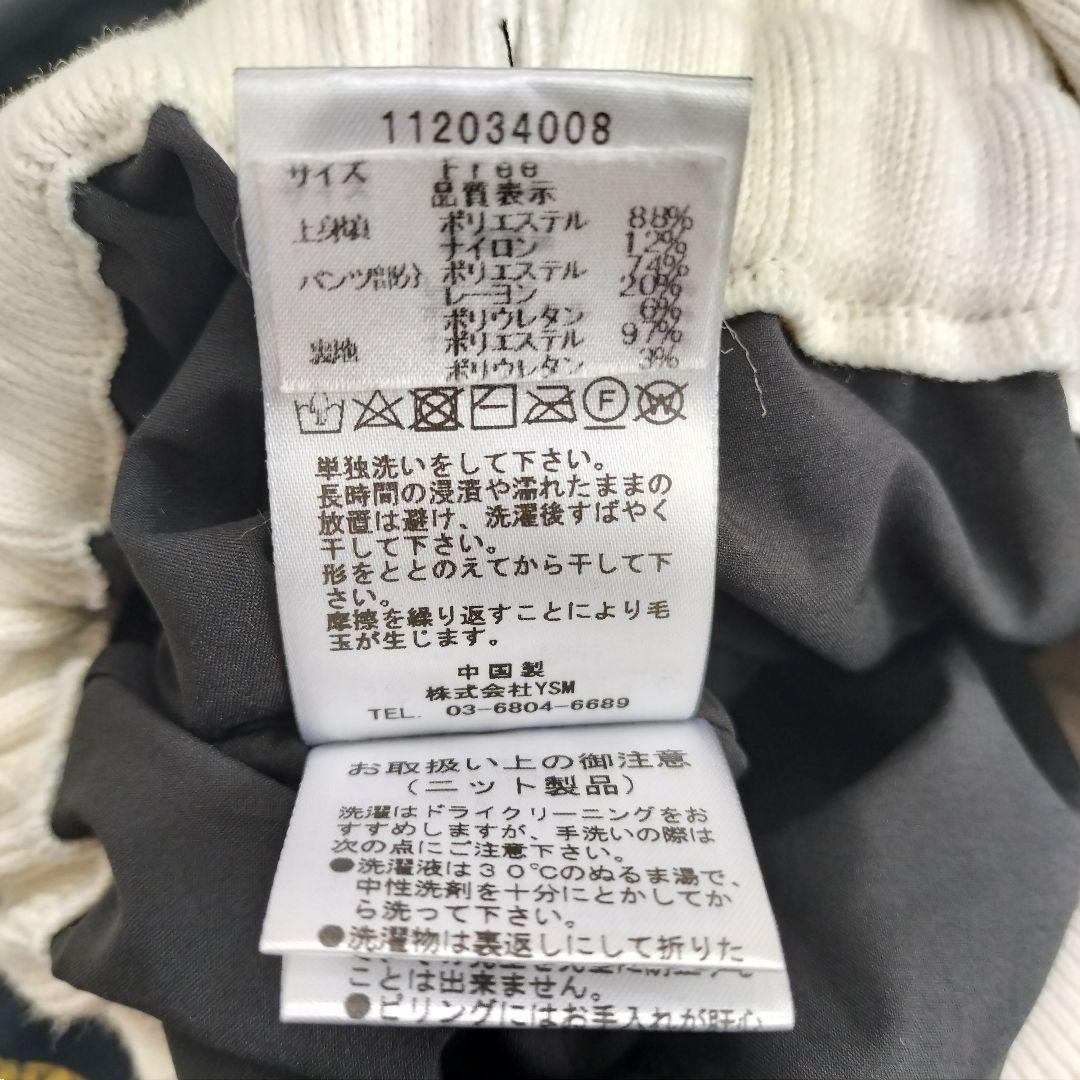 112034008
サイズ Free
品質表示
上身頃 ポリエステル 88%
ナイロン 12%
パンツ部分 ポリエステル 74%
レーヨン 20%
ポリウレタン 6%
裏地 ポリエステル 97%
ポリウレタン 3%
F W
単独洗いをして下さい。
長時間の浸漬や濡れたままの
放置は避け、洗濯後すばやく
干して下さい。
形をととのえてから干して下
さい。
摩擦を繰り返すことにより毛
玉が生じます。
中国製
株式会社YSM
TEL. 03-6804-6689
お取扱い上の御注意
(ニット製品)
洗濯はドライクリーニングをお
すすめしますが、手洗いの際は
次の点にご注意下さい。
●洗濯液は30℃のぬるま湯で、
中性洗剤を十分にとかしてか
ら洗って下さい。
●洗濯物は裏返しにして折りた
ことは出来ません。
●ピリングにはお手入れが肝心